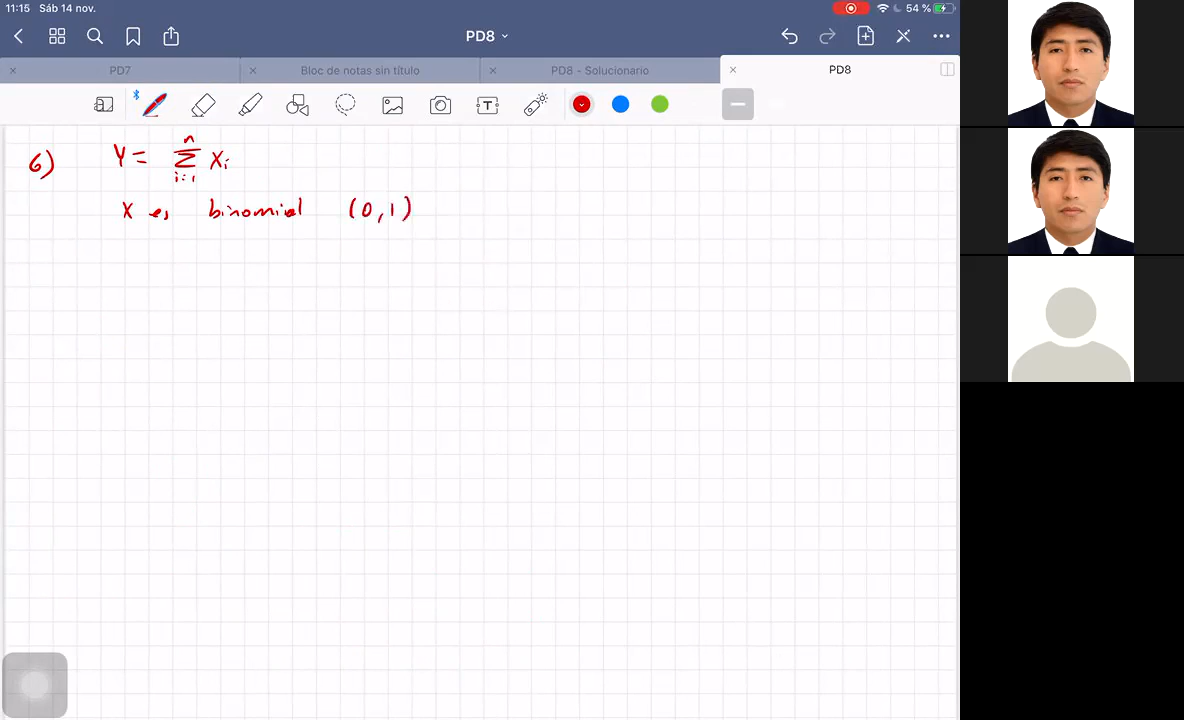 11:15 Sáb 14 nov. 54 %
PD8
PD7 Bloc de notas sin título PD8 - Solucionario PD8
6) Y = n Σ i=1 Xi
X es binomial (0,1)